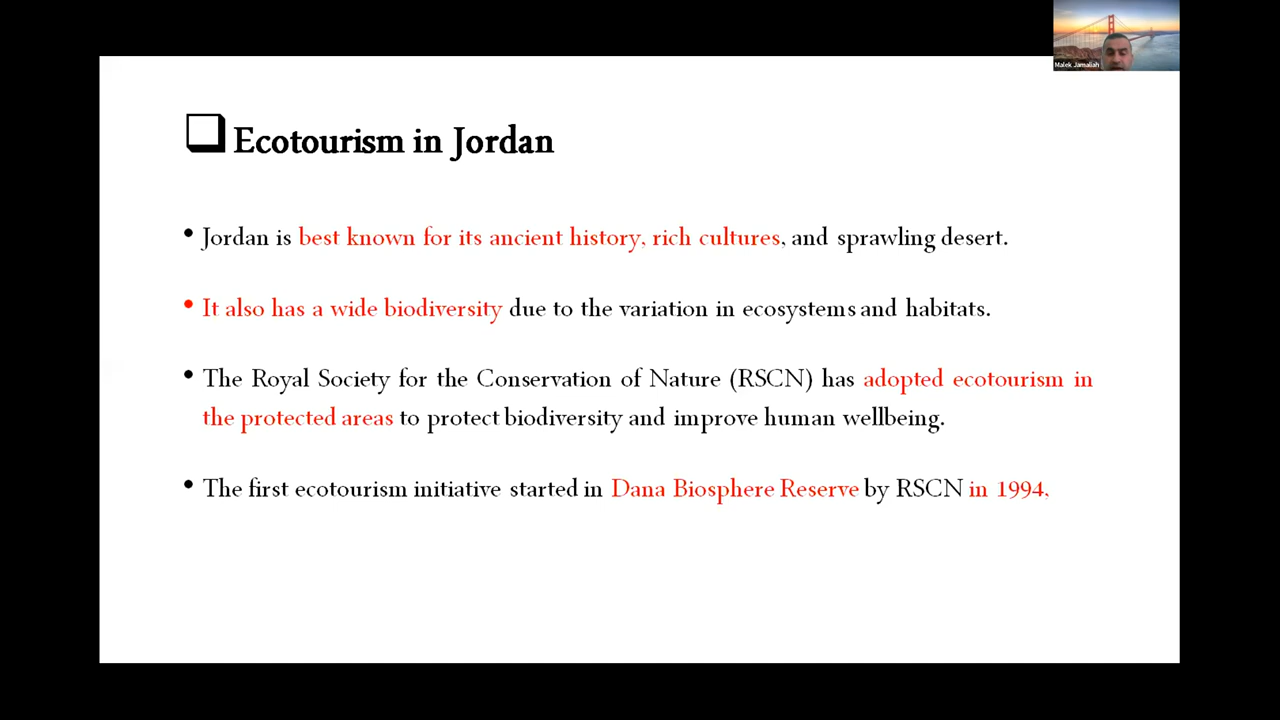 Malek Jamaliah
❑Ecotourism in Jordan
• Jordan is best known for its ancient history, rich cultures, and sprawling desert.
• It also has a wide biodiversity due to the variation in ecosystems and habitats.
• The Royal Society for the Conservation of Nature (RSCN) has adopted ecotourism in
the protected areas to protect biodiversity and improve human wellbeing.
• The first ecotourism initiative started in Dana Biosphere Reserve by RSCN in 1994.